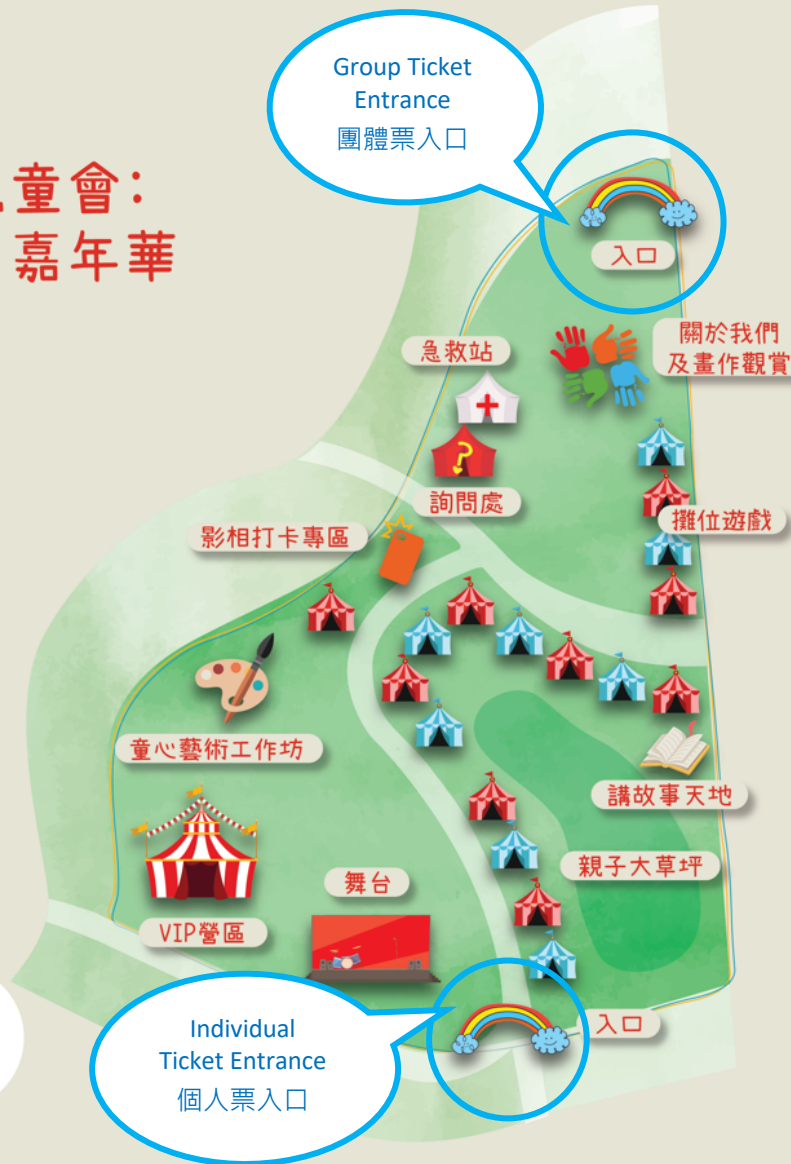 Group Ticket
Entrance
團體票入口
童會：
嘉年華
入口
關於我們
及畫作觀賞
急救站
詢問處
攤位遊戲
影相打卡專區
童心藝術工作坊
講故事天地
親子大草坪
舞台
VIP營區
入口
Individual
Ticket Entrance
個人票入口